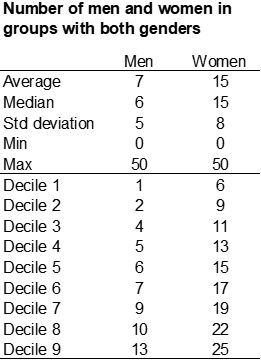 Number of men and women in
groups with both genders
Men Women
Average 7 15
Median 6 15
Std deviation 5 8
Min 0 0
Max 50 50
Decile 1 1 6
Decile 2 2 9
Decile 3 4 11
Decile 4 5 13
Decile 5 6 15
Decile 6 7 17
Decile 7 9 19
Decile 8 10 22
Decile 9 13 25